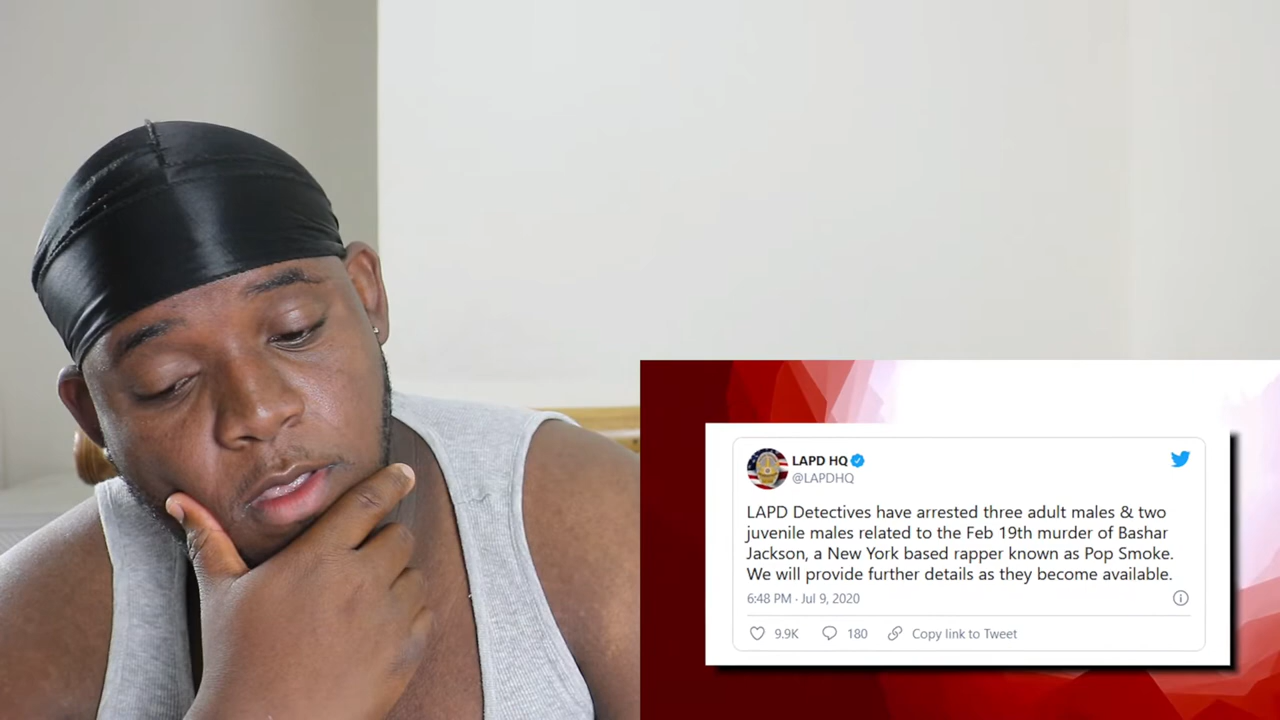 LAPD HQ
@LAPDHQ
LAPD Detectives have arrested three adult males & two
juvenile males related to the Feb 19th murder of Bashar
Jackson, a New York based rapper known as Pop Smoke.
We will provide further details as they become available.
6:48 PM · Jul 9, 2020
9.9K 180 Copy link to Tweet